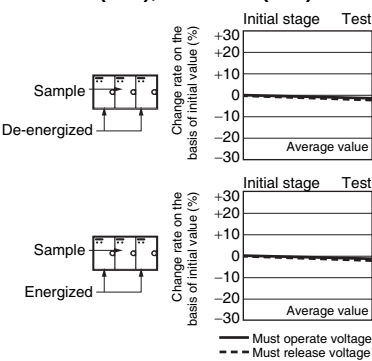 Initial stage Test
Change rate on the
basis of initial value (%)
+30
+20
+10
0
−10
−20
−30
Average value
Sample
De-energized
Initial stage Test
Change rate on the
basis of initial value (%)
+30
+20
+10
0
−10
−20
−30
Average value
Sample
Energized
Must operate voltage
Must release voltage